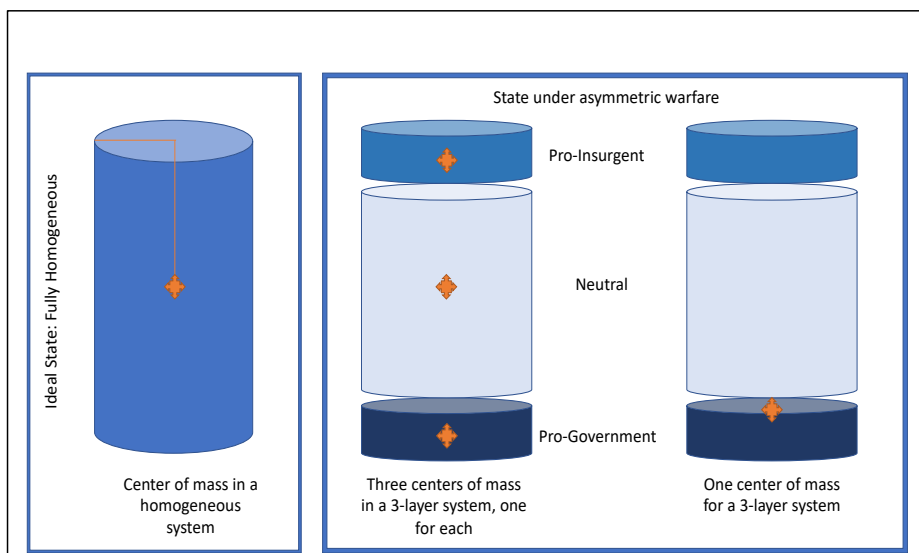 Ideal State: Fully Homogeneous
Center of mass in a
homogeneous
system
State under asymmetric warfare
Pro-Insurgent
Neutral
Pro-Government
Three centers of mass
in a 3-layer system, one
for each
One center of mass
for a 3-layer system